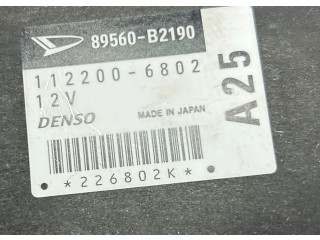 89560-B2190
112200-6802
12V
DENSO MADE IN JAPAN
A25
*226802K*